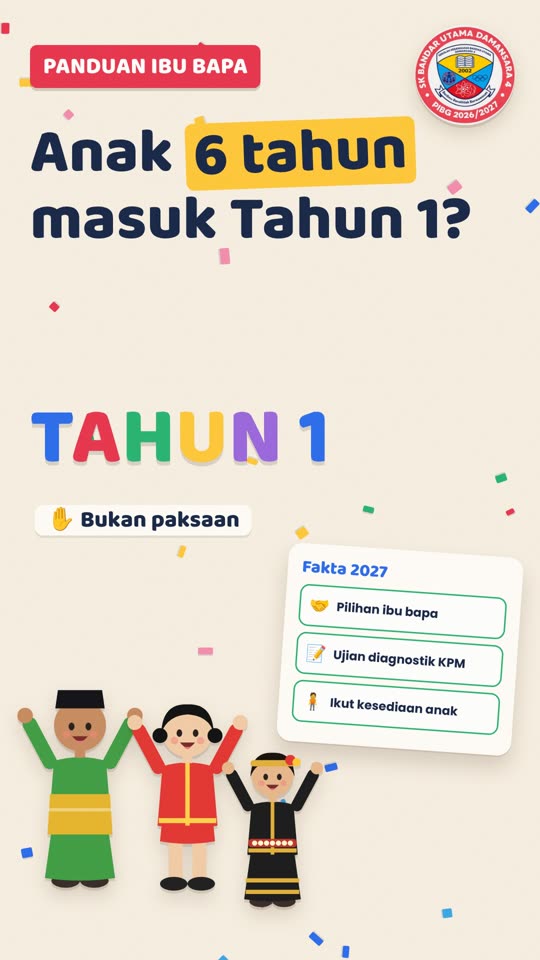 PANDUAN IBU BAPA
SK BANDAR UTAMA DAMANSARA 4
2002
PIBG 2026/2027
Anak 6 tahun
masuk Tahun 1?
TAHUN 1
✋ Bukan paksaan
Fakta 2027
🤝 Pilihan ibu bapa
📝 Ujian diagnostik KPM
🧍 Ikut kesediaan anak